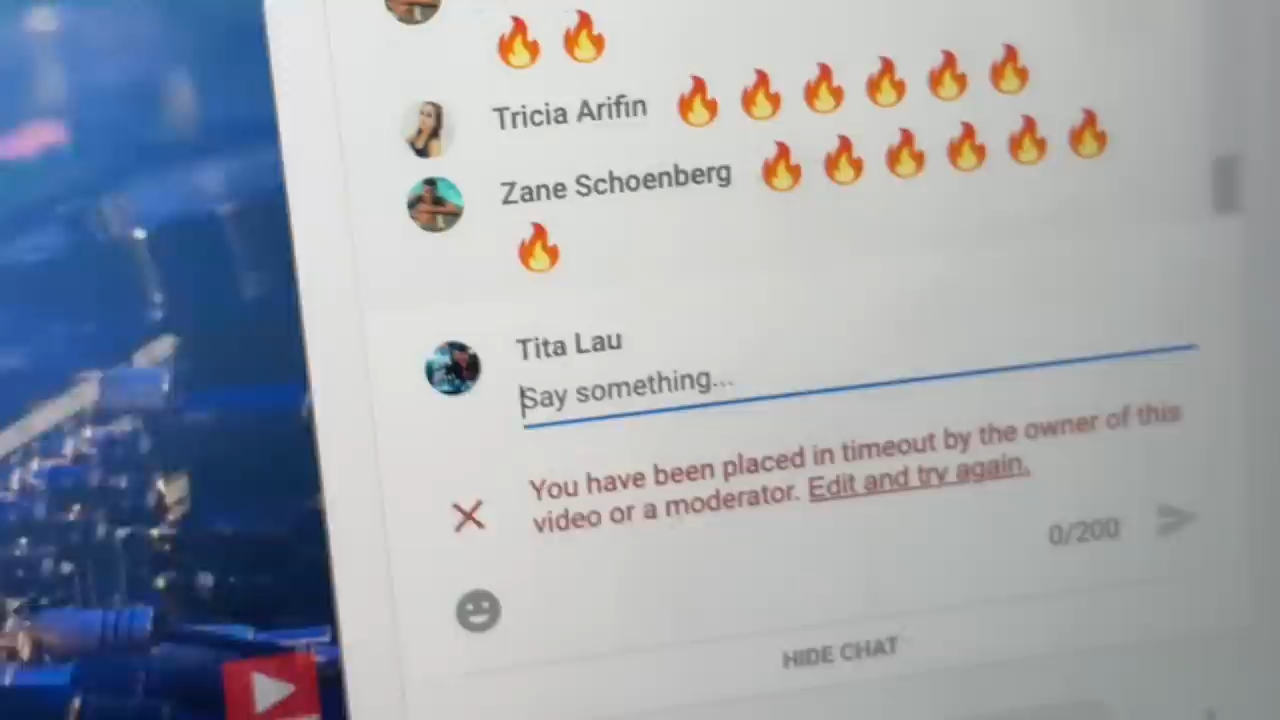 🔥 🔥
Tricia Arifin 🔥 🔥 🔥 🔥 🔥 🔥
Zane Schoenberg 🔥 🔥 🔥 🔥 🔥 🔥
🔥
Tita Lau
Say something...
You have been placed in timeout by the owner of this
video or a moderator. Edit and try again.
0/200
HIDE CHAT